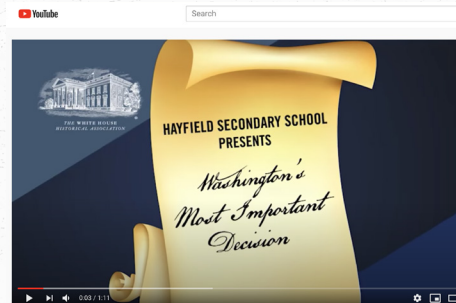 YouTube
Search
THE WHITE HOUSE
HISTORICAL ASSOCIATION
HAYFIELD SECONDARY SCHOOL
PRESENTS
Washington's
Most Important
Decision
0:03 / 1:11